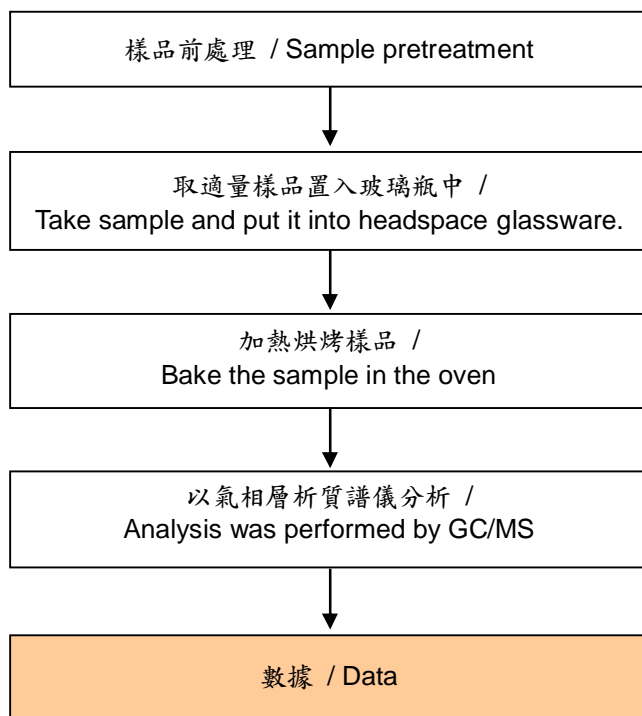 樣品前處理 / Sample pretreatment
取適量樣品置入玻璃瓶中 /
Take sample and put it into headspace glassware.
加熱烘烤樣品 /
Bake the sample in the oven
以氣相層析質譜儀分析 /
Analysis was performed by GC/MS
數據 / Data